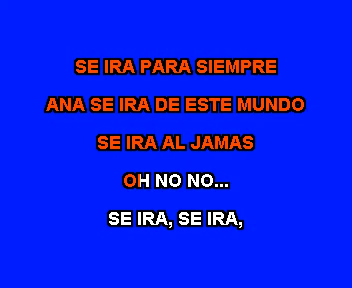 SE IRA PARA SIEMPRE
ANA SE IRA DE ESTE MUNDO
SE IRA AL JAMAS
OH NO NO...
SE IRA, SE IRA,